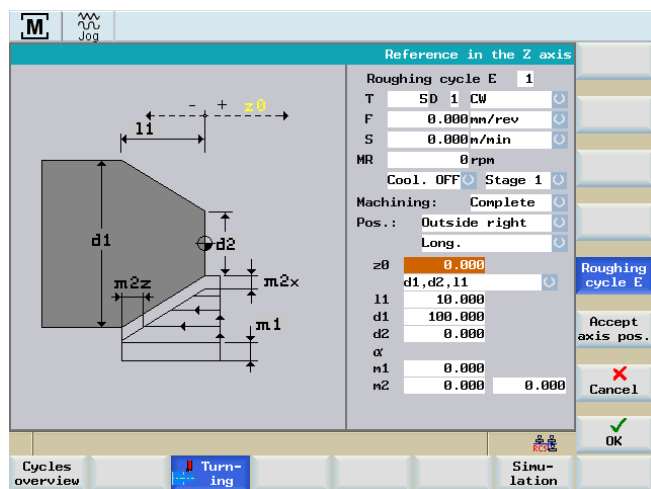 M
Jog
Reference in the Z axis
- + z0
l1
d1
d2
m2z
m2x
m1
Roughing cycle E 1
T 5 D 1 CW
F 0.000 mm/rev
S 0.000 m/min
MR 0 rpm
Cool. OFF Stage 1
Machining: Complete
Pos.: Outside right
Long.
z0 0.000
d1,d2,l1
l1 10.000
d1 100.000
d2 0.000
α
m1 0.000
m2 0.000 0.000
Roughing
cycle E
Accept
axis pos.
Cancel
OK
RCS
Cycles
overview
Turn-
ing
Simu-
lation